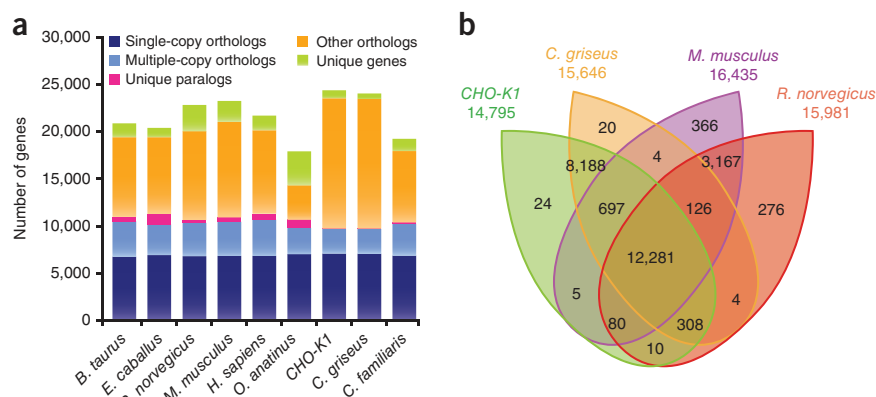 a
30,000
25,000
20,000
15,000
10,000
5,000
0
Number of genes
Single-copy orthologs
Multiple-copy orthologs
Unique paralogs
Other orthologs
Unique genes
B. taurus
E. caballus
norvegicus
M. musculus
H. sapiens
O. anatinus
CHO-K1
C. griseus
C. familiaris
b
CHO-K1
14,795
C. griseus
15,646
M. musculus
16,435
R. norvegicus
15,981
20
366
8,188
4
3,167
24
697
126
276
12,281
5
4
80
308
10